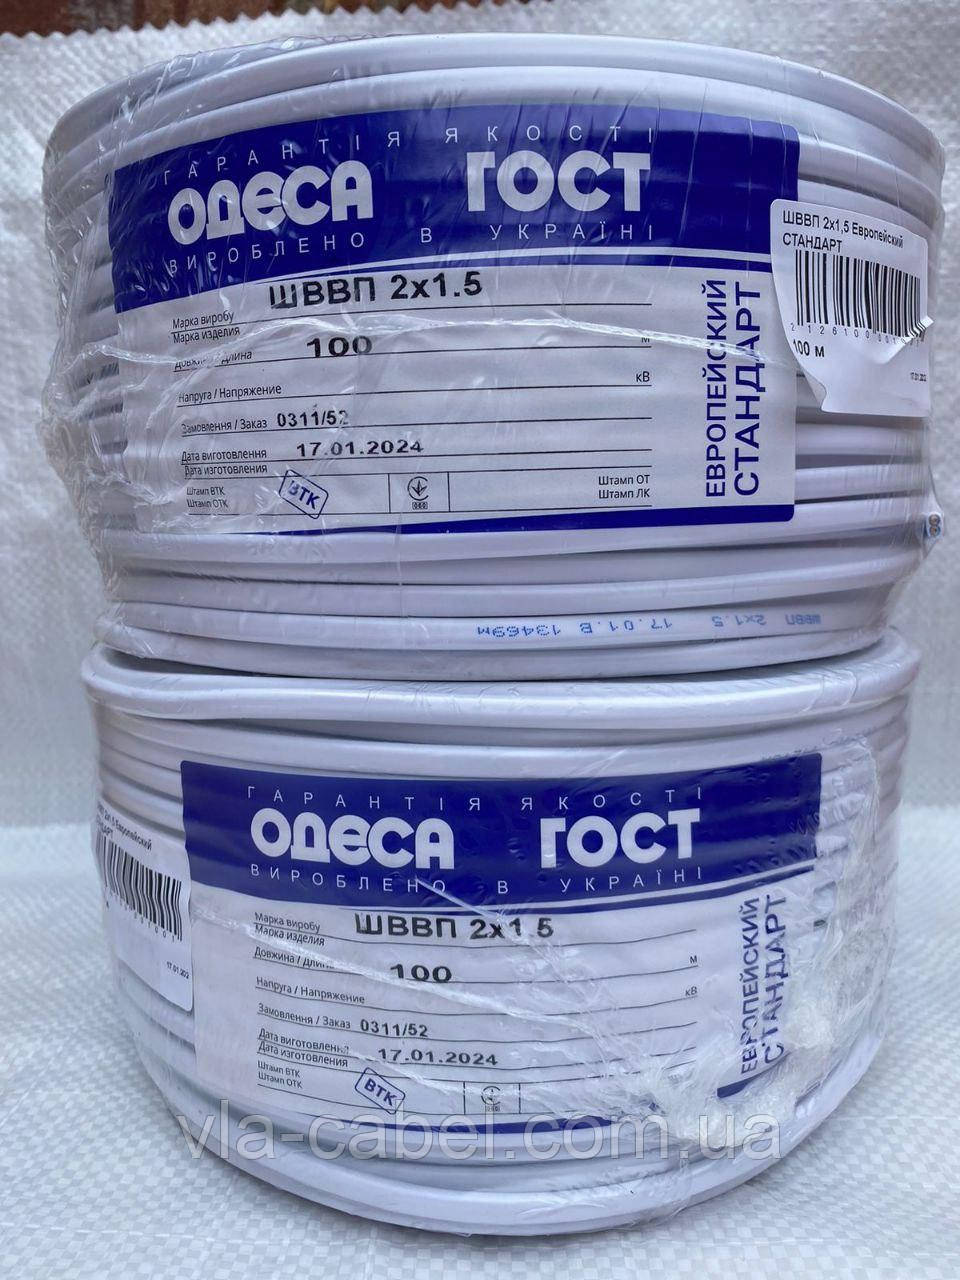 ГАРАНТІЯ ЯКОСТІ
ОДЕСА ГОСТ
ВИРОБЛЕНО В УКРАЇНІ
Марка виробу
Марка изделия
ШВВП 2х1.5
Довжина / Длина 100 м
Напруга / Напряжение кВ
Замовлення / Заказ 0311/52
Дата виготовлення
Дата изготовления
17.01.2024
Штамп ВТК
Штамп ОТК
ВТК
Штамп ОТ
Штамп ЛК
ЕВРОПЕЙСКИЙ
СТАНДАРТ
ШВВП 2х1,5 Европейский
СТАНДАРТ
100 м
ШВВП 2х1.5 17.01.В 13469м
ГАРАНТІЯ ЯКОСТІ
ОДЕСА ГОСТ
ВИРОБЛЕНО В УКРАЇНІ
Марка виробу
Марка изделия
ШВВП 2х1.5
Довжина / Длина 100 м
Напруга / Напряжение кВ
Замовлення / Заказ 0311/52
Дата виготовлення
Дата изготовления
17.01.2024
Штамп ВТК
Штамп ОТК
ВТК
ЕВРОПЕЙСКИЙ
СТАНДАРТ
Европейский
vla-cabel.com.ua